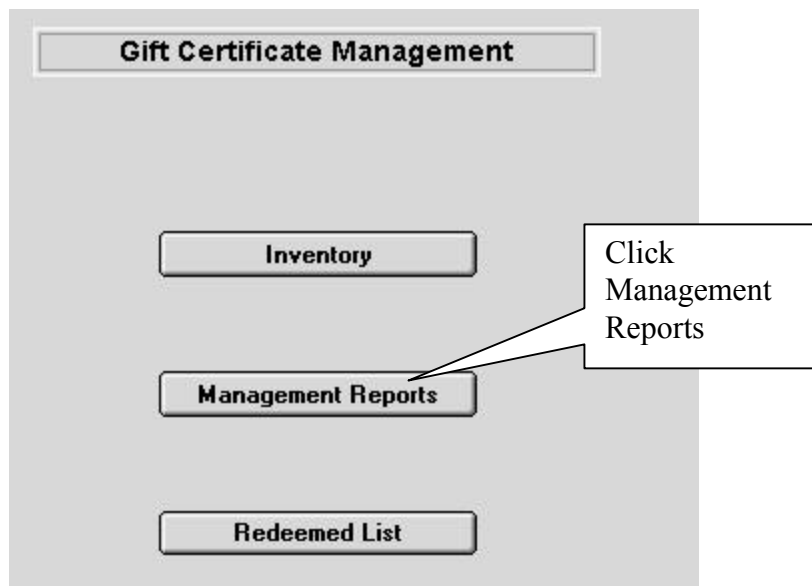 Gift Certificate Management
Inventory
Click
Management
Reports
Management Reports
Redeemed List